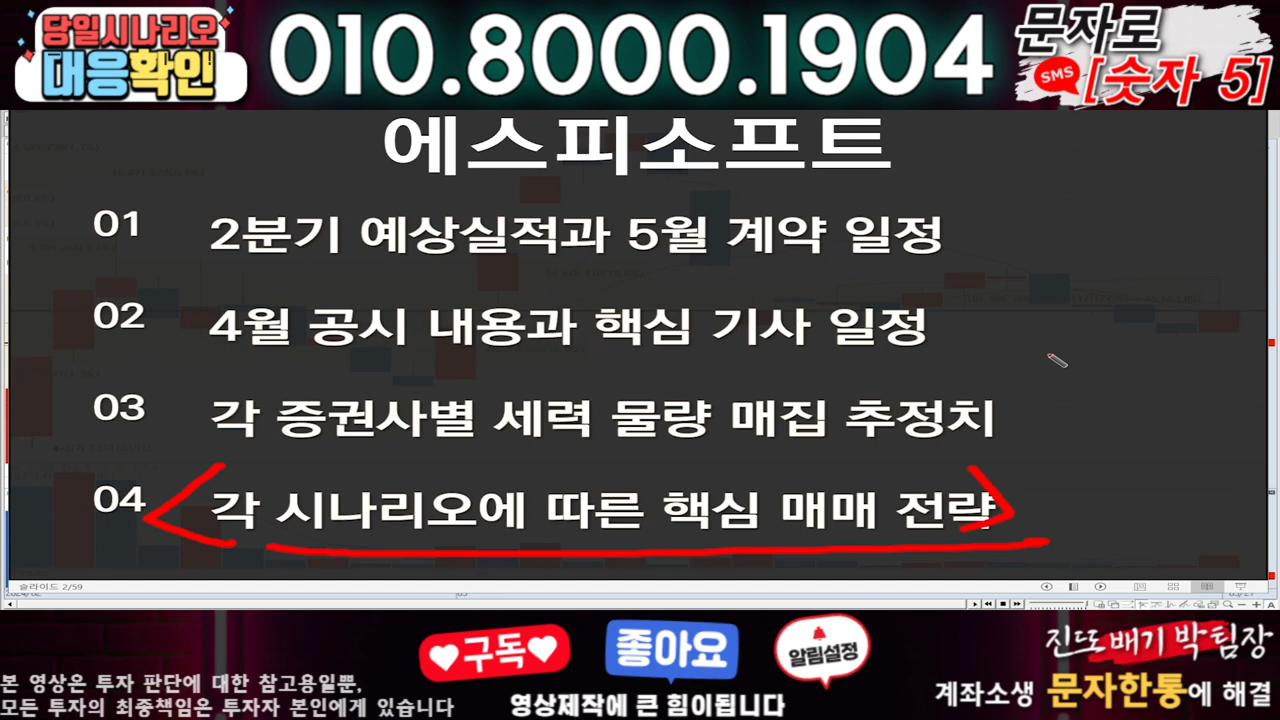 당일시나리오
대응확인
010.8000.1904
문자로
SMS
[숫자 5]
에스피소프트
01 2분기 예상실적과 5월 계약 일정
02 4월 공시 내용과 핵심 기사 일정
03 각 증권사별 세력 물량 매집 추정치
04 각 시나리오에 따른 핵심 매매 전략
슬라이드 2/59
구독
좋아요
알림설정
진또배기 박팀장
본 영상은 투자 판단에 대한 참고용일뿐,
모든 투자의 최종책임은 투자자 본인에게 있습니다
영상제작에 큰 힘이됩니다
계좌소생 문자한통에 해결